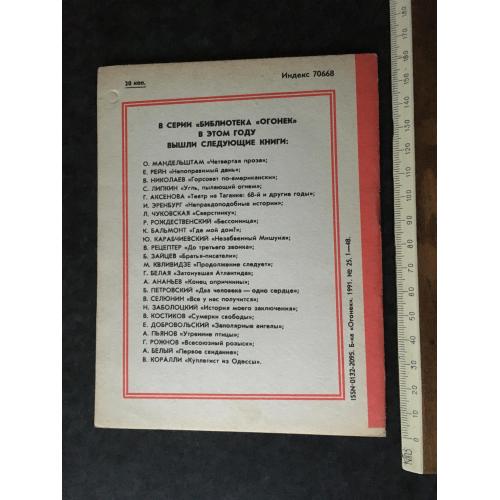 30 коп.
Индекс 70668
В СЕРИИ «БИБЛИОТЕКА «ОГОНЕК»
В ЭТОМ ГОДУ
ВЫШЛИ СЛЕДУЮЩИЕ КНИГИ:
О. МАНДЕЛЬШТАМ «Четвертая проза»;
Е. РЕЙН «Непоправимый день»;
В. НИКОЛАЕВ «Горсовет по-американски»;
С. ЛИПКИН «Угль, пылающий огнем»;
Г. АКСЕНОВА «Театр на Таганке: 68-й и другие годы»;
И. ЭРЕНБУРГ «Неправдоподобные истории»;
Л. ЧУКОВСКАЯ «Сверстнику»;
Р. РОЖДЕСТВЕНСКИЙ «Бессонница»;
К. БАЛЬМОНТ «Где мой дом?»;
Ю. КАРАБЧИЕВСКИЙ «Незабвенный Мишуня»;
В. РЕЦЕПТЕР «До третьего звонка»;
Б. ЗАЙЦЕВ «Братья-писатели»;
М. КВЛИВИДЗЕ «Продолжение следует»;
Г. БЕЛАЯ «Затонувшая Атлантида»;
А. АНАНЬЕВ «Конец опричнины»;
Б. ПЕТРОВСКИЙ «Два человека — одно сердце»;
В. СЕЛЮНИН «Все у нас получится»;
Н. ЗАБОЛОЦКИЙ «История моего заключения»;
В. КОСТИКОВ «Сумерки свободы»;
Е. ДОБРОВОЛЬСКИЙ «Заполярные ангелы»;
А. ПЬЯНОВ «Утренние птицы»;
Г. РОЖНОВ «Всесоюзный розыск»;
А. БЕЛЫЙ «Первое свидание»;
В. КОРАЛЛИ «Куплетист из Одессы».
ISSN-0132-2095. Б-ка «Огонек». 1991. № 25. 1—48.